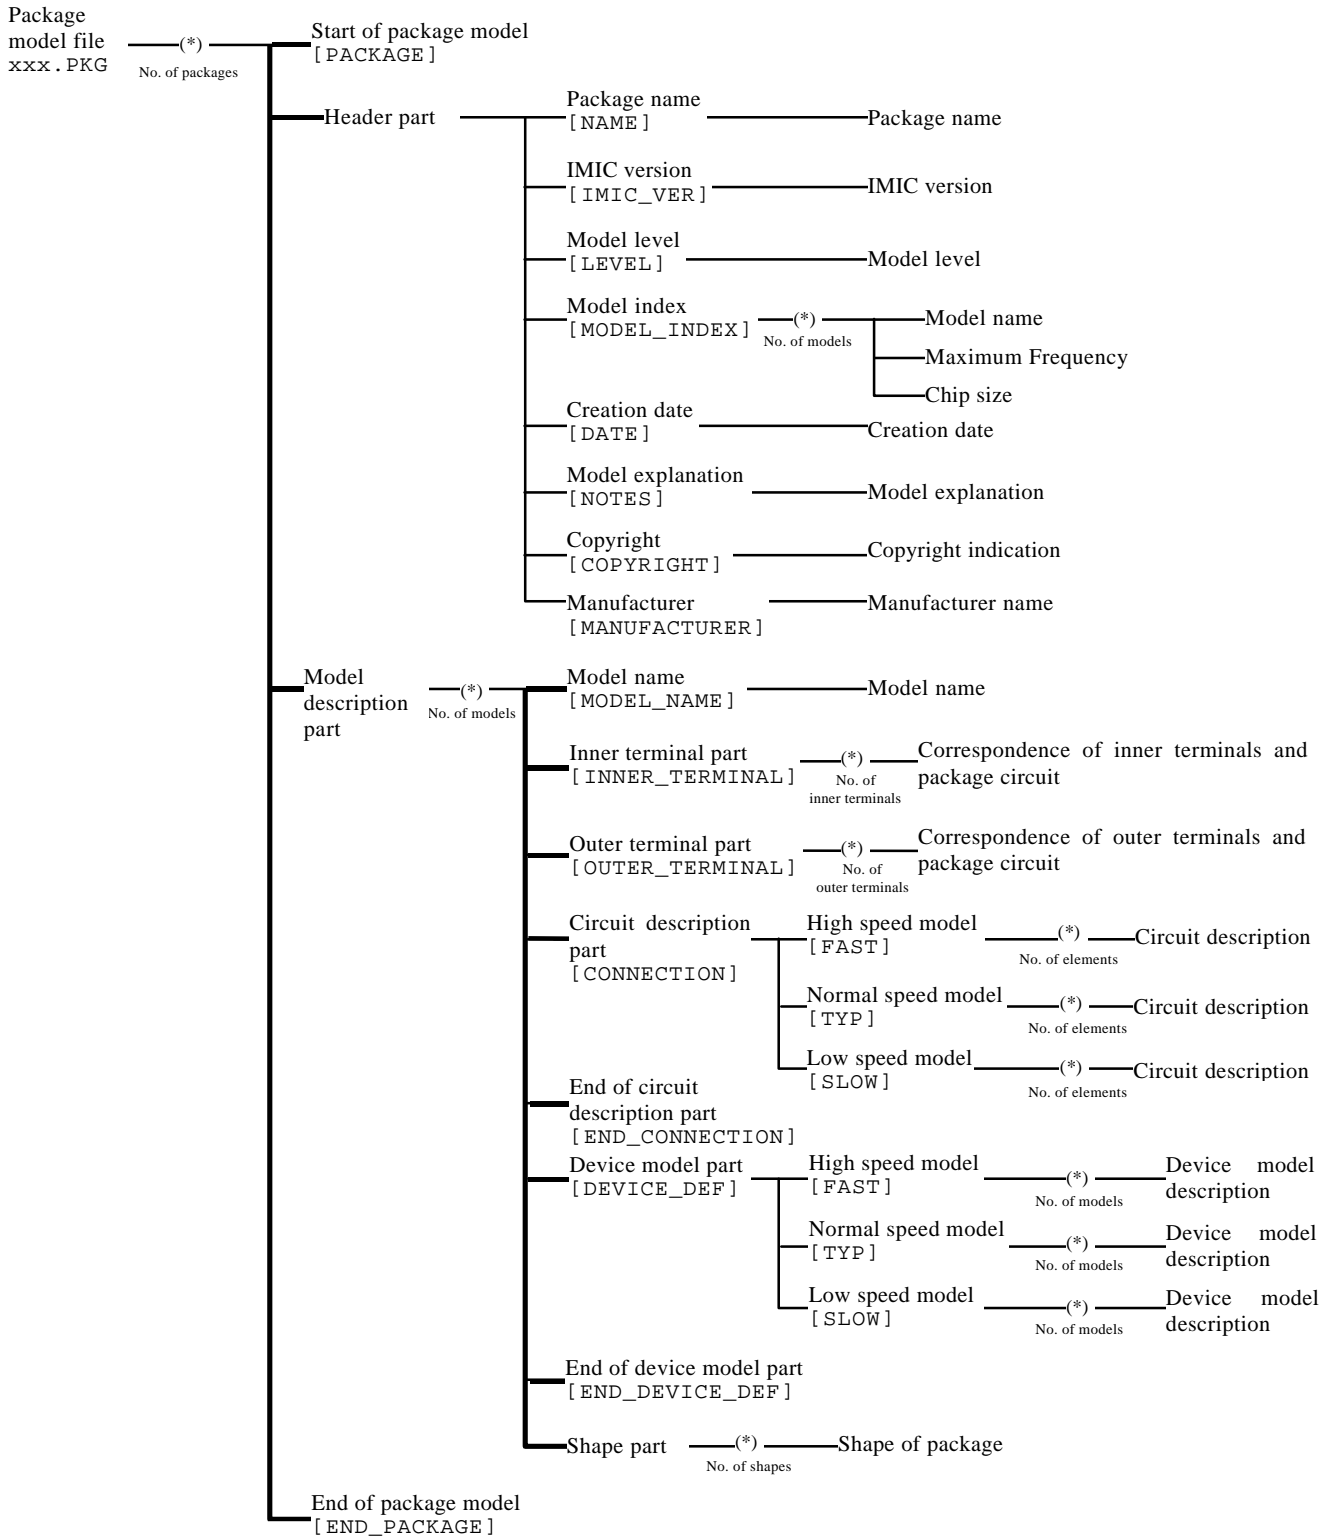 Package
model file
xxx.PKG
(*)
No. of packages
Start of package model
[PACKAGE]
Header part
Package name
[NAME]
Package name
IMIC version
[IMIC_VER]
IMIC version
Model level
[LEVEL]
Model level
Model index
[MODEL_INDEX]
(*)
No. of models
Model name
Maximum Frequency
Chip size
Creation date
[DATE]
Creation date
Model explanation
[NOTES]
Model explanation
Copyright
[COPYRIGHT]
Copyright indication
Manufacturer
[MANUFACTURER]
Manufacturer name
Model
description
part
(*)
No. of models
Model name
[MODEL_NAME]
Model name
Inner terminal part
[INNER_TERMINAL]
(*)
No. of
inner terminals
Correspondence of inner terminals and
package circuit
Outer terminal part
[OUTER_TERMINAL]
(*)
No. of
outer terminals
Correspondence of outer terminals and
package circuit
Circuit description
part
[CONNECTION]
High speed model
[FAST]
(*)
No. of elements
Circuit description
Normal speed model
[TYP]
(*)
No. of elements
Circuit description
Low speed model
[SLOW]
(*)
No. of elements
Circuit description
End of circuit
description part
[END_CONNECTION]
Device model part
[DEVICE_DEF]
High speed model
[FAST]
(*)
No. of models
Device model
description
Normal speed model
[TYP]
(*)
No. of models
Device model
description
Low speed model
[SLOW]
(*)
No. of models
Device model
description
End of device model part
[END_DEVICE_DEF]
Shape part
(*)
No. of shapes
Shape of package
End of package model
[END_PACKAGE]